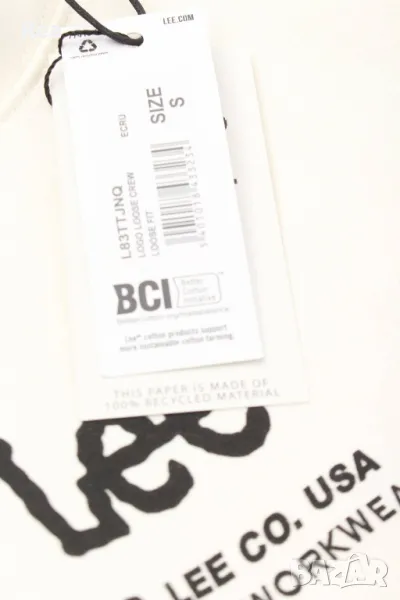 LEE.COM
ECRU
SIZE
S
L83TTJNQ
LOGO LOOSE CREW
LOOSE FIT
BCI
Better
Cotton
Initiative
Lee® cotton products support
more sustainable cotton farming.
THIS PAPER IS MADE OF
100% RECYCLED MATERIAL
Lee
LEE CO. USA
WORKWEA
BAZAR